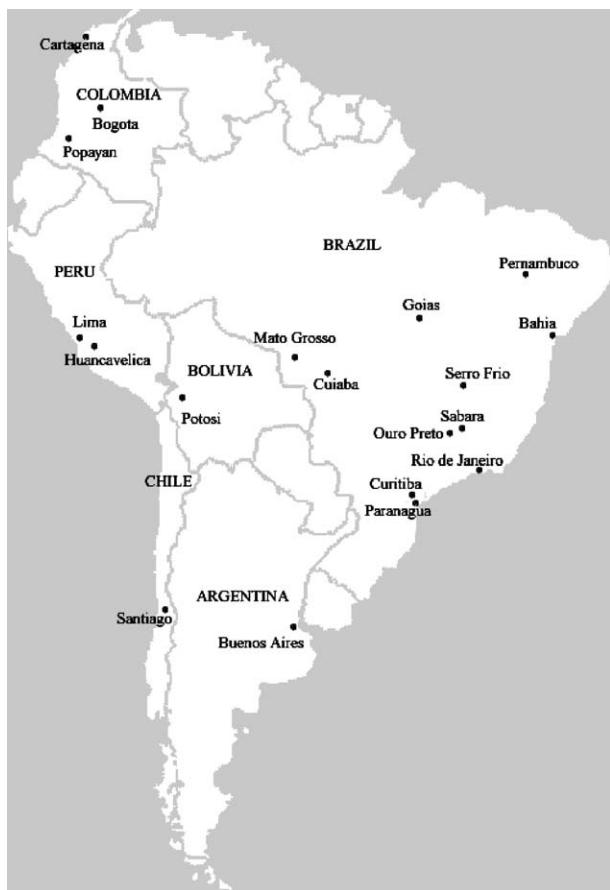 Cartagena
COLOMBIA
Bogota
Popayan
BRAZIL
Pernambuco
PERU
Goias
Lima
Bahia
Mato Grosso
Huancavelica
BOLIVIA
Cuiaba
Serro Frio
Potosi
Sabara
Ouro Preto
Rio de Janeiro
CHILE
Curitiba
Paranagua
ARGENTINA
Santiago
Buenos Aires